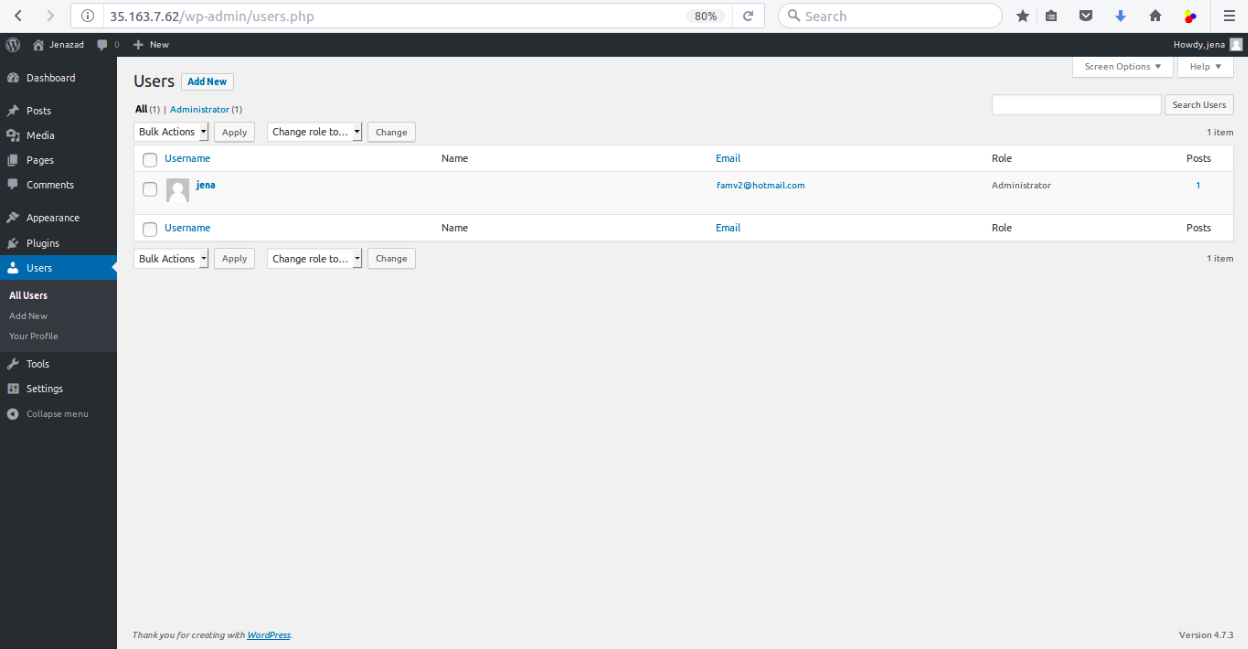 35.163.7.62/wp-admin/users.php 80% Search
Jenazad 0 New Howdy, jena
Screen Options Help
Dashboard
Posts
Media
Pages
Comments
Appearance
Plugins
Users
All Users
Add New
Your Profile
Tools
Settings
Collapse menu
Users Add New
All (1) | Administrator (1)
Search Users
Bulk Actions Apply Change role to... Change 1 item
Username Name Email Role Posts
jena famv2@hotmail.com Administrator 1
Username Name Email Role Posts
Bulk Actions Apply Change role to... Change 1 item
Thank you for creating with WordPress. Version 4.7.3